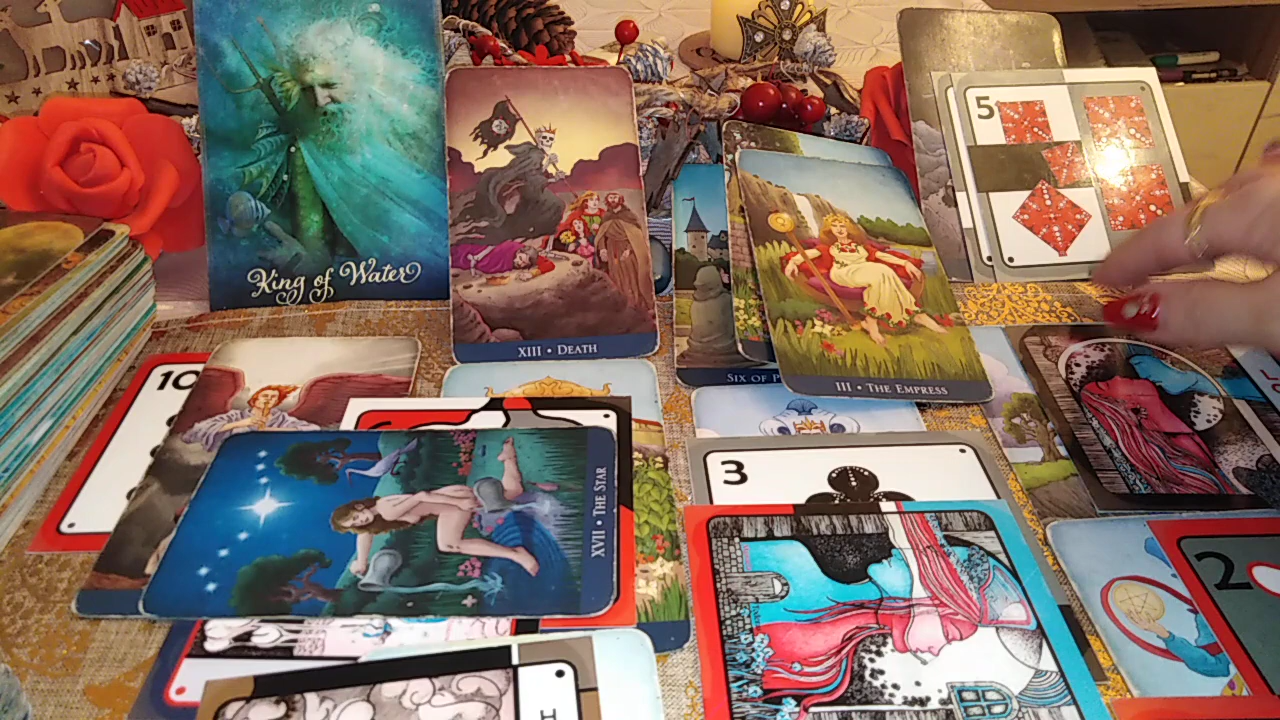 King of Water
XIII • DEATH
SIX OF P
III • THE EMPRESS
5
10
3
XVII • THE STAR
2
H